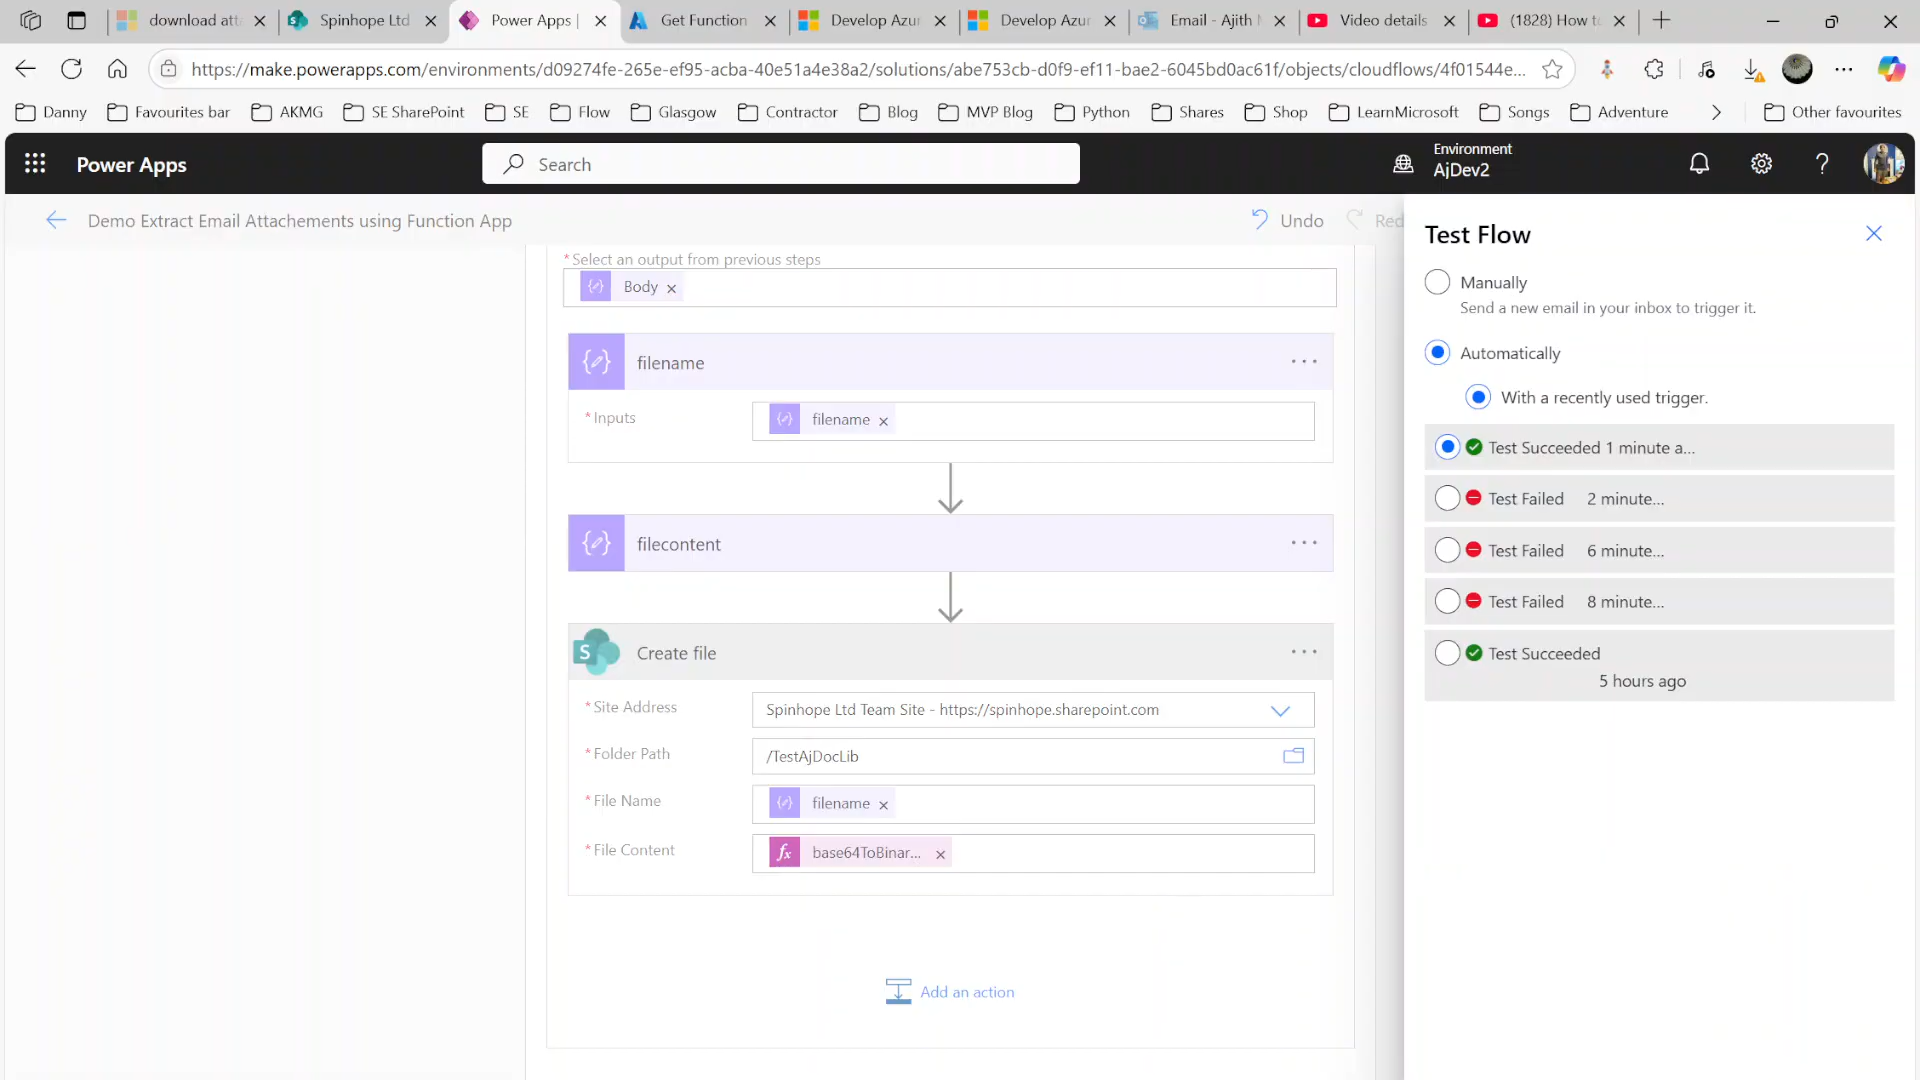 download atta
Spinhope Ltd
Power Apps |
Get Function
Develop Azur
Develop Azur
Email - Ajith M
Video details
(1828) How to
https://make.powerapps.com/environments/d09274fe-265e-ef95-acba-40e51a4e38a2/solutions/abe753cb-d0f9-ef11-bae2-6045bd0ac61f/objects/cloudflows/4f01544e...
Danny
Favourites bar
AKMG
SE SharePoint
SE
Flow
Glasgow
Contractor
Blog
MVP Blog
Python
Shares
Shop
LearnMicrosoft
Songs
Adventure
Other favourites
Power Apps
Search
Environment
AjDev2
Demo Extract Email Attachements using Function App
Undo
Red
*Select an output from previous steps
Body
filename
*Inputs
filename
filecontent
Create file
*Site Address
Spinhope Ltd Team Site - https://spinhope.sharepoint.com
*Folder Path
/TestAjDocLib
*File Name
filename
*File Content
fx base64ToBinar...
Add an action
Test Flow
Manually
Send a new email in your inbox to trigger it.
Automatically
With a recently used trigger.
Test Succeeded 1 minute a...
Test Failed 2 minute...
Test Failed 6 minute...
Test Failed 8 minute...
Test Succeeded
5 hours ago